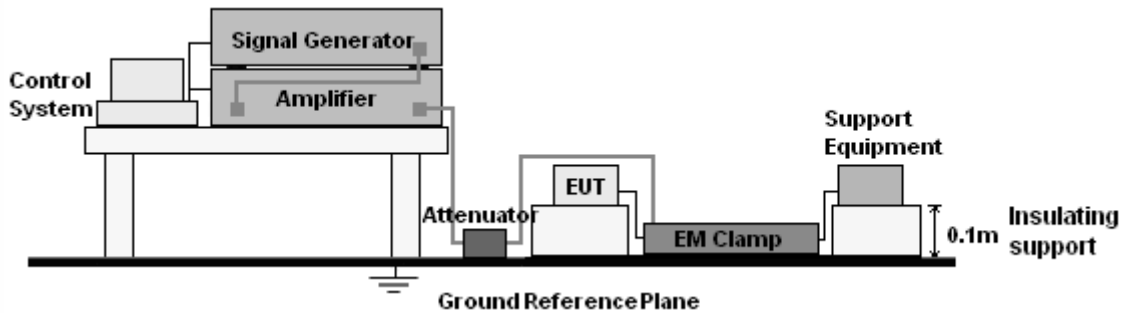 Signal Generator
Control
System
Amplifier
Support
Equipment
EUT
Attenuator
EM Clamp
0.1m
Insulating
support
Ground Reference Plane